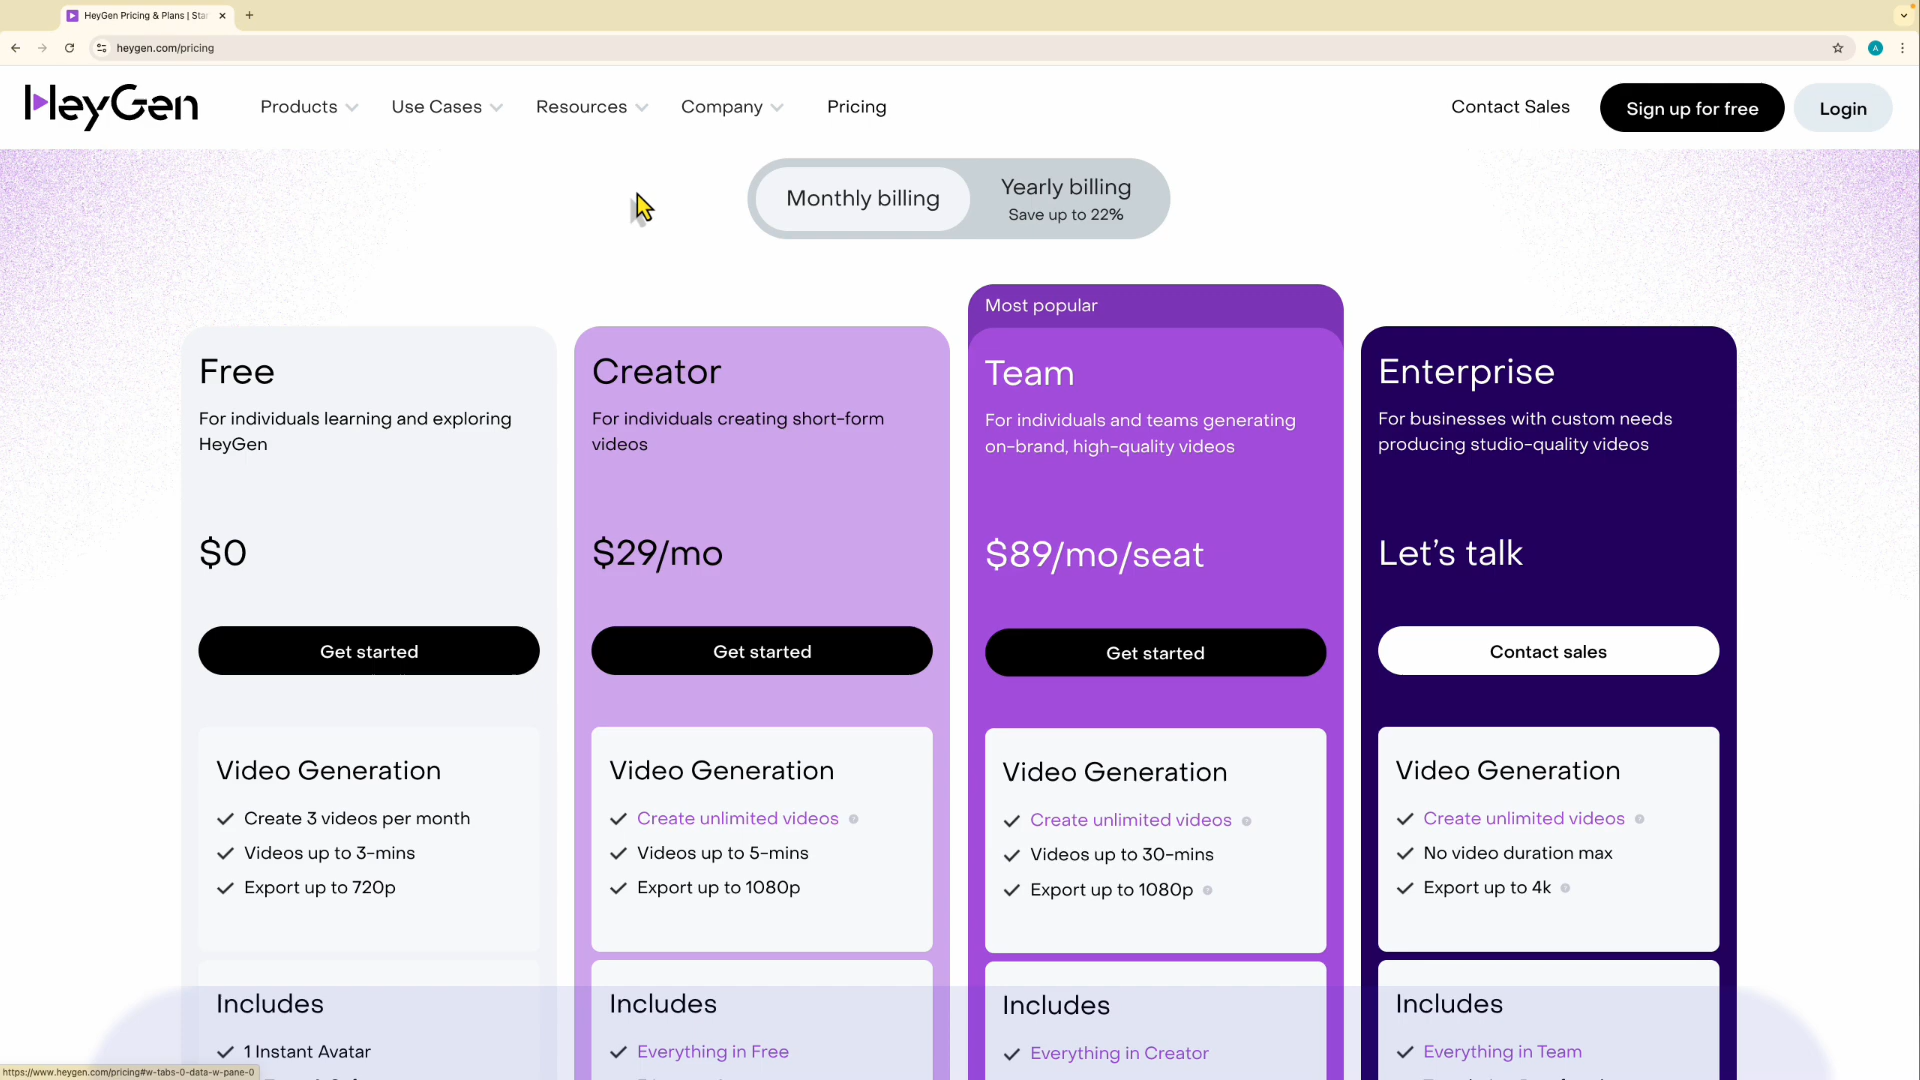 HeyGen Pricing & Plans | Star
heygen.com/pricing
A
HeyGen
Products
Use Cases
Resources
Company
Pricing
Contact Sales
Sign up for free
Login
Monthly billing
Yearly billing
Save up to 22%
Free
For individuals learning and exploring
HeyGen
$0
Get started
Video Generation
Create 3 videos per month
Videos up to 3-mins
Export up to 720p
Includes
1 Instant Avatar
Creator
For individuals creating short-form
videos
$29/mo
Get started
Video Generation
Create unlimited videos
Videos up to 5-mins
Export up to 1080p
Includes
Everything in Free
Most popular
Team
For individuals and teams generating
on-brand, high-quality videos
$89/mo/seat
Get started
Video Generation
Create unlimited videos
Videos up to 30-mins
Export up to 1080p
Includes
Everything in Creator
Enterprise
For businesses with custom needs
producing studio-quality videos
Let's talk
Contact sales
Video Generation
Create unlimited videos
No video duration max
Export up to 4k
Includes
Everything in Team
https://www.heygen.com/pricing#w-tabs-0-data-w-pane-0